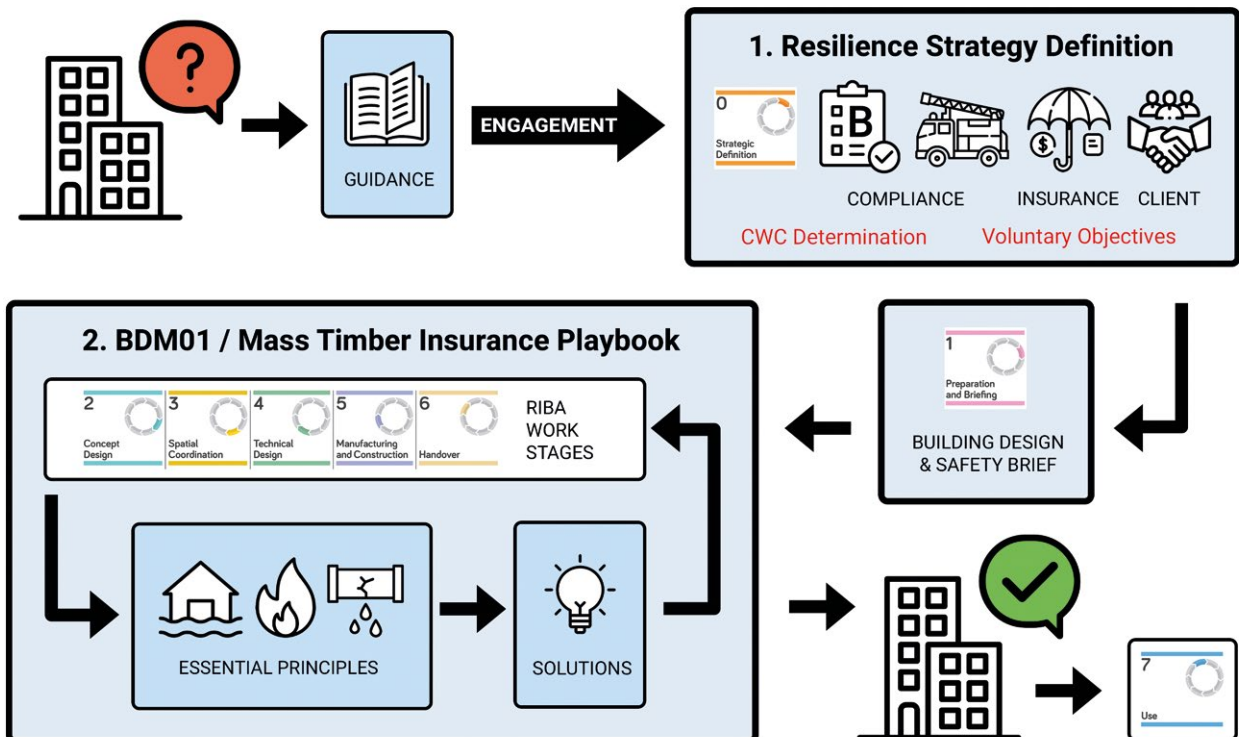 ?
GUIDANCE
ENGAGEMENT
1. Resilience Strategy Definition
0
Strategic
Definition
B
$
COMPLIANCE
INSURANCE
CLIENT
CWC Determination
Voluntary Objectives
1
Preparation
and Briefing
BUILDING DESIGN
& SAFETY BRIEF
2. BDM01 / Mass Timber Insurance Playbook
2
Concept
Design
3
Spatial
Coordination
4
Technical
Design
5
Manufacturing
and Construction
6
Handover
RIBA
WORK
STAGES
ESSENTIAL PRINCIPLES
SOLUTIONS
7
Use